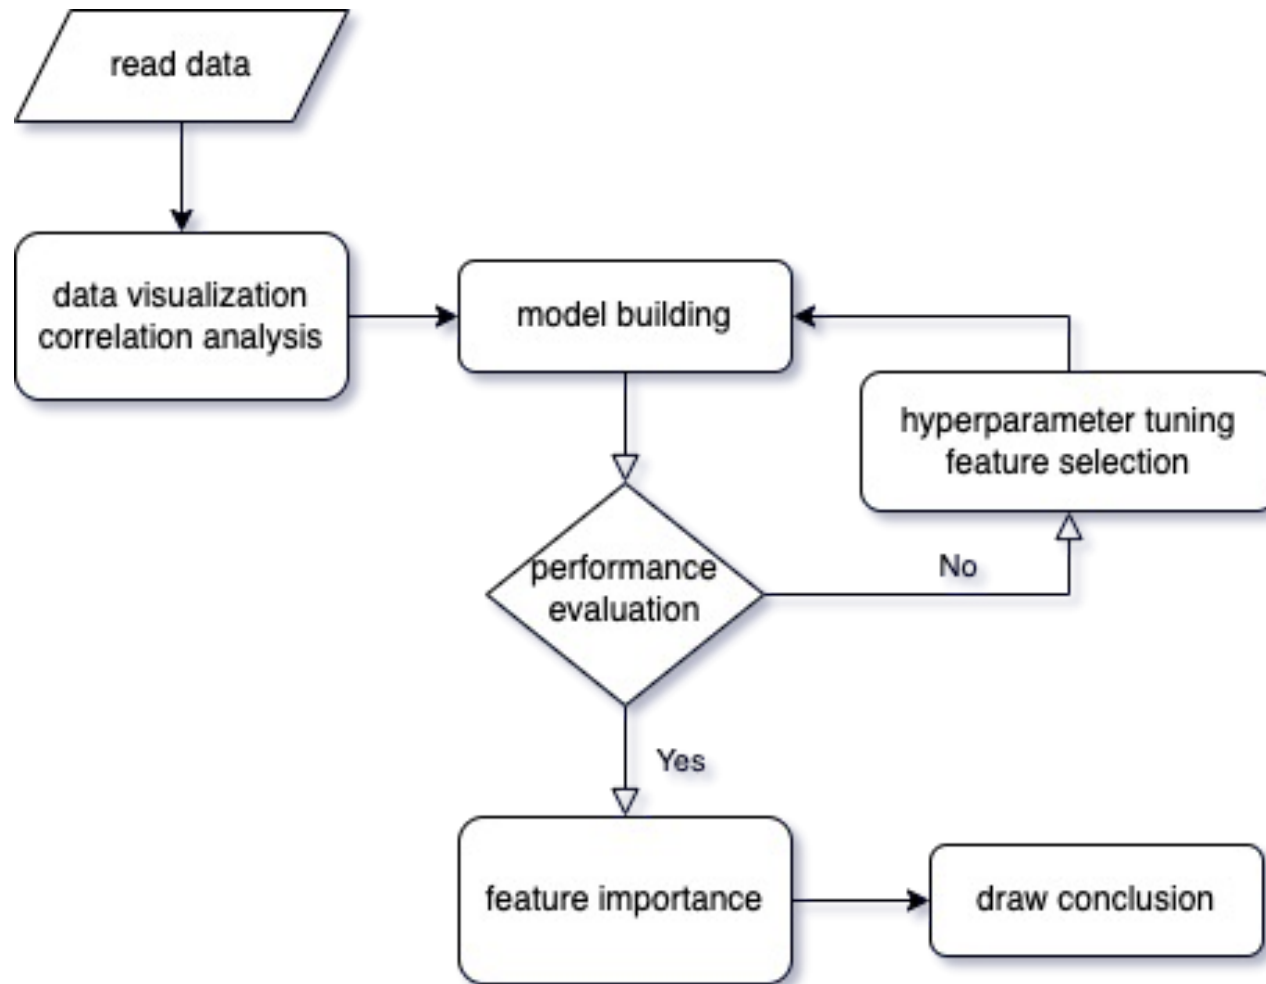 read data
data visualization
correlation analysis
model building
hyperparameter tuning
feature selection
performance
evaluation
No
Yes
feature importance
draw conclusion